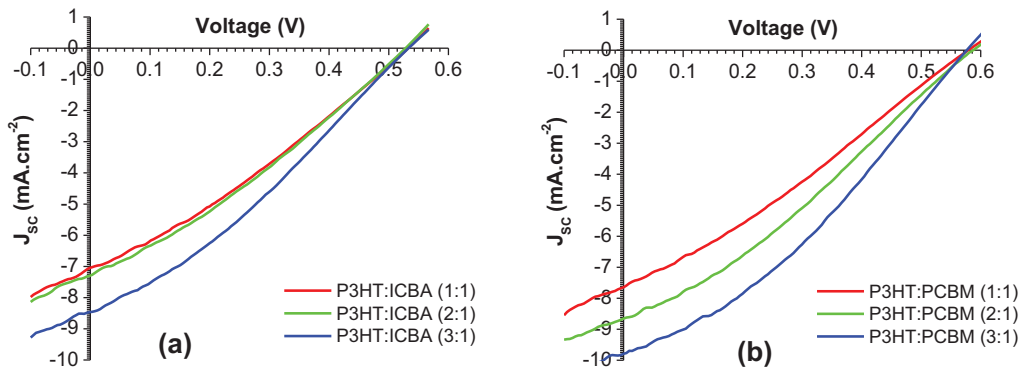 Voltage (V)
1
0
-1
-2
-3
-4
-5
-6
-7
-8
-9
-10
-0.1 0 0.1 0.2 0.3 0.4 0.5 0.6
J_SC (mA.cm⁻²)
P3HT:ICBA (1:1)
P3HT:ICBA (2:1)
P3HT:ICBA (3:1)
(a)
Voltage (V)
1
0
-1
-2
-3
-4
-5
-6
-7
-8
-9
-10
-0.1 0 0.1 0.2 0.3 0.4 0.5 0.6
J_SC (mA.cm⁻²)
P3HT:PCBM (1:1)
P3HT:PCBM (2:1)
P3HT:PCBM (3:1)
(b)